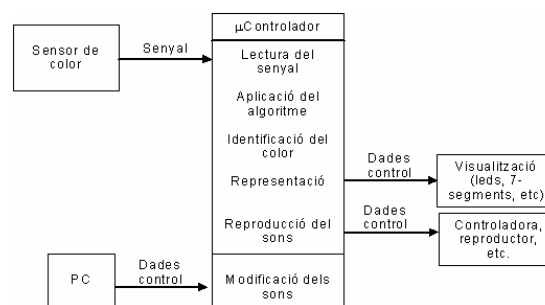 µControlador
Sensor de
color
Senyal
Lectura del
senyal
Aplicació del
algoritme
Identificació del
color
Representació
Dades
control
Visualització
(leds, 7-
segments, etc)
Reproducció del
sons
Dades
control
Controladora,
reproductor,
etc.
PC
Dades
control
Modificació dels
sons